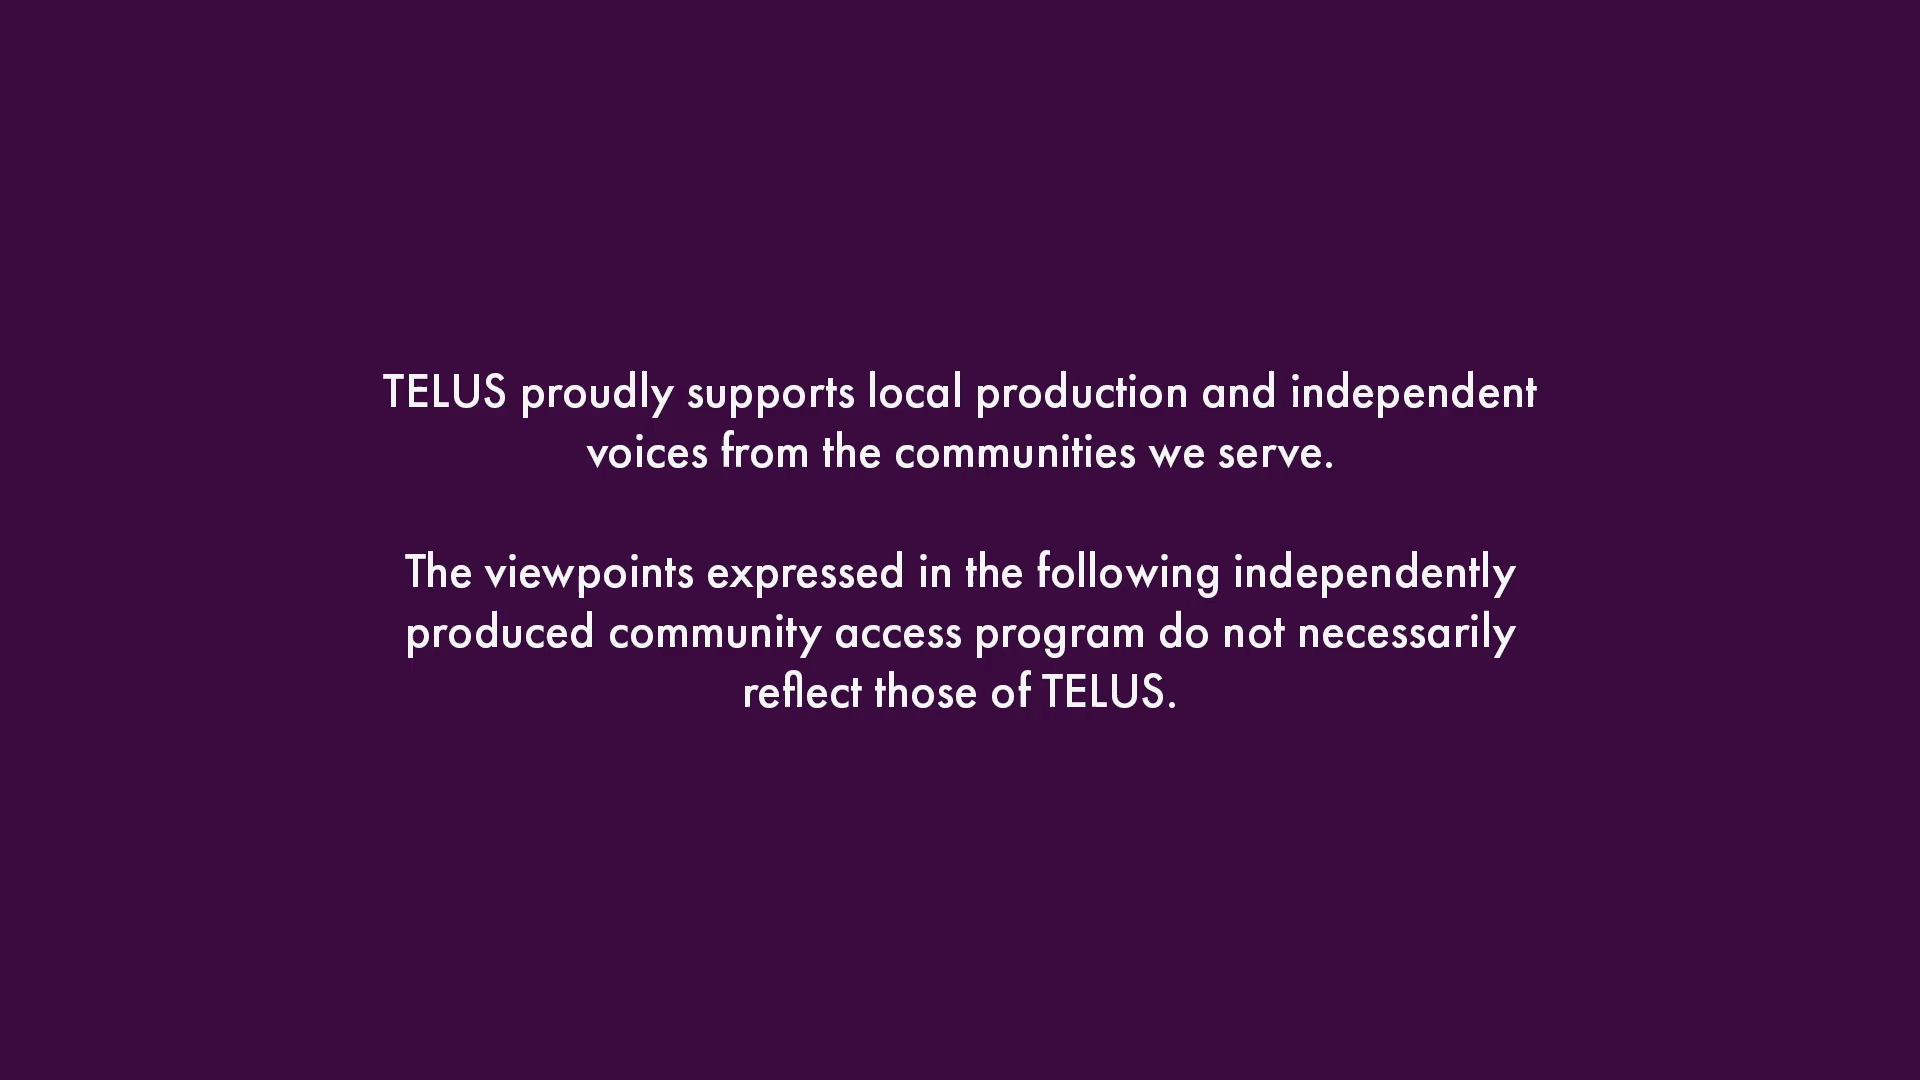 TELUS proudly supports local production and independent
voices from the communities we serve.
The viewpoints expressed in the following independently
produced community access program do not necessarily
reflect those of TELUS.